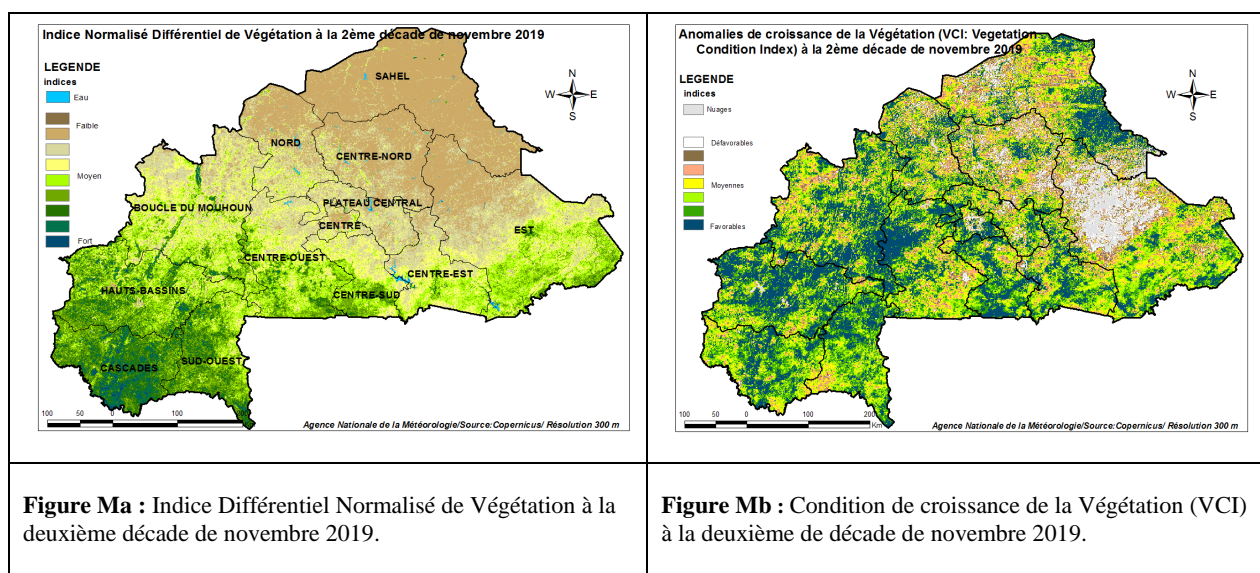 Indice Normalisé Différentiel de Végétation à la 2ème décade de novembre 2019
LEGENDE
indices
Eau
Faible
Moyen
Fort
N
W E
S
SAHEL
NORD
CENTRE-NORD
BOUCLE DU MOUHOUN
PLATEAU CENTRAL
CENTRE
EST
CENTRE-OUEST
CENTRE-EST
HAUTS-BASSINS
CENTRE-SUD
SUD-OUEST
CASCADES
100 50 0 100 200
Agence Nationale de la Météorologie/Source:Copernicus/ Résolution 300 m
Anomalies de croissance de la Végétation (VCI: Vegetation
Condition Index) à la 2ème décade de novembre 2019
LEGENDE
indices
Nuages
Défavorables
Moyennes
Favorables
N
W E
S
100 50 0 100 200
Km
Agence Nationale de la Météorologie/Source:Copernicus/ Résolution 300 m
Figure Ma : Indice Différentiel Normalisé de Végétation à la
deuxième décade de novembre 2019.
Figure Mb : Condition de croissance de la Végétation (VCI)
à la deuxième de décade de novembre 2019.